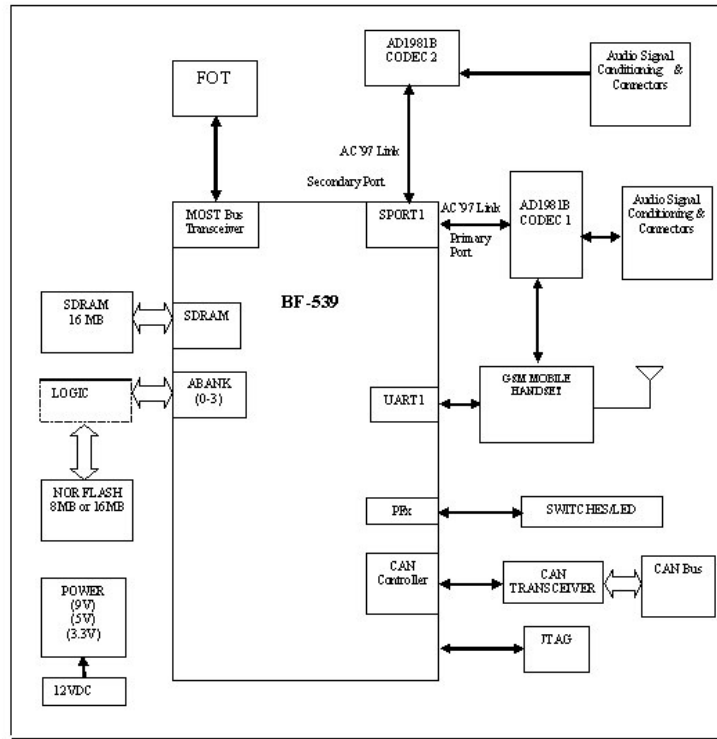 AD1981B
CODEC 2
Audio Signal
Conditioning &
Connectors
FOT
AC'97 Link
Secondary Port
MOST Bus
Transceiver
SPORT1
AC'97 Link
Primary
Port
AD1981B
CODEC 1
Audio Signal
Conditioning &
Connectors
BF-539
SDRAM
16 MB
SDRAM
LOGIC
ABANK
(0-3)
UART1
GSM MOBILE
HANDSET
NOR FLASH
8MB or 16MB
PFx
SWITCHES/LED
CAN
Controller
CAN
TRANSCEIVER
CAN Bus
POWER
(9V)
(5V)
(3.3V)
JTAG
12VDC